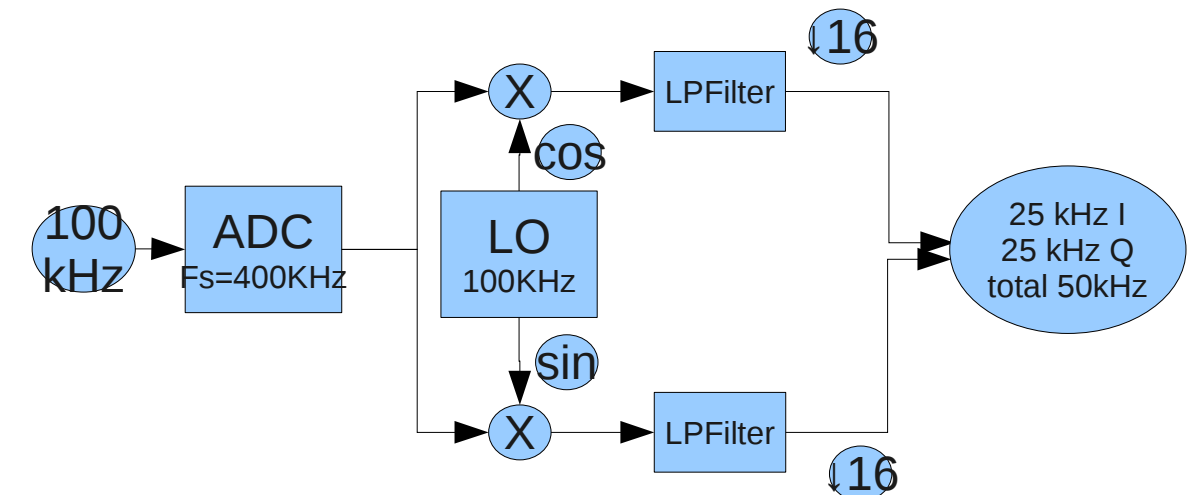 ↓16
X
LPFilter
cos
100
kHz
ADC
Fs=400KHz
LO
100KHz
25 kHz I
25 kHz Q
total 50kHz
sin
X
LPFilter
↓16